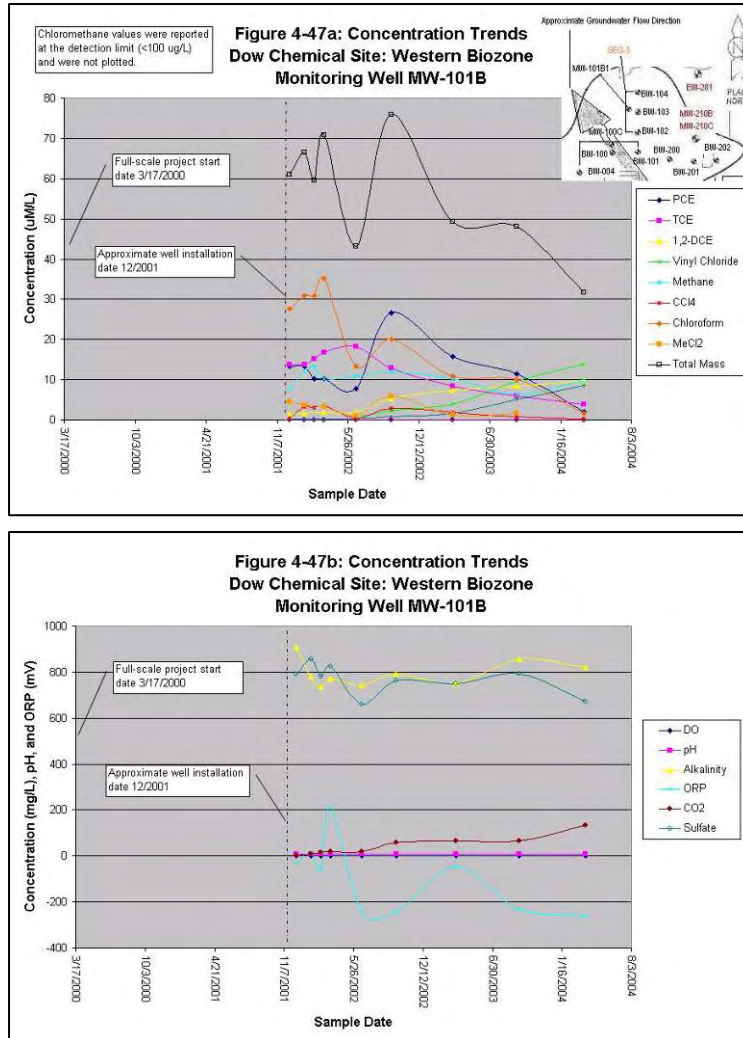 Chloromethane values were reported
at the detection limit (<100 ug/L)
and were not plotted.
Figure 4-47a: Concentration Trends
Dow Chemical Site: Western Biozone
Monitoring Well MW-101B
Approximate Groundwater Flow Direction
SEG-3
MW-101B1
BW-104
BW-281
BW-103
MW-210B
MW-210C
MW-100C
BW-102
BW-200
BW-202
BW-100
BW-101
BW-201
BW-004
80
70
60
50
40
30
20
10
0
Concentration (uM/L)
Full-scale project start
date 3/17/2000
Approximate well installation
date 12/2001
PCE
TCE
1,2-DCE
Vinyl Chloride
Methane
CCl4
Chloroform
MeCl2
Total Mass
3/17/2000
10/3/2000
4/21/2001
11/7/2001
5/26/2002
12/12/2002
6/30/2003
1/16/2004
8/3/2004
Sample Date
Figure 4-47b: Concentration Trends
Dow Chemical Site: Western Biozone
Monitoring Well MW-101B
1000
800
600
400
200
0
-200
-400
Concentration (mg/L), pH, and ORP (mV)
Full-scale project start
date 3/17/2000
Approximate well installation
date 12/2001
DO
pH
Alkalinity
ORP
CO2
Sulfate
3/17/2000
10/3/2000
4/21/2001
11/7/2001
5/26/2002
12/12/2002
6/30/2003
1/16/2004
8/3/2004
Sample Date